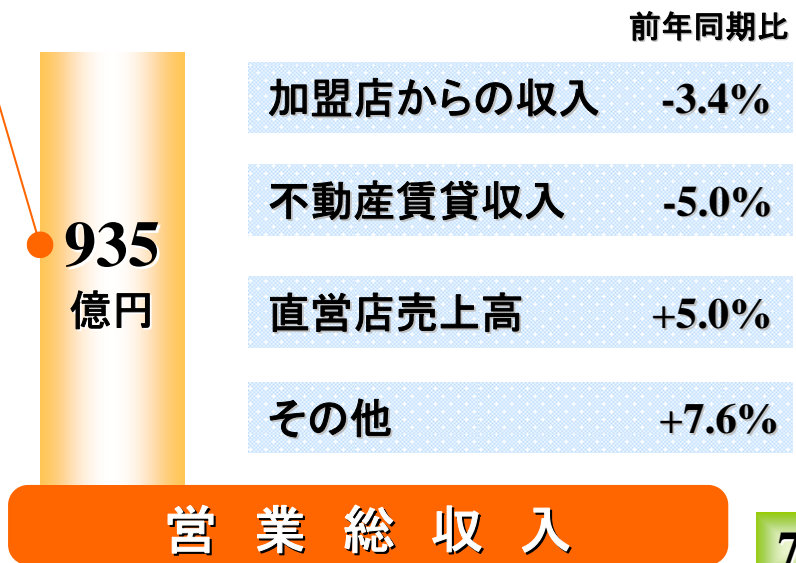 前年同期比
加盟店からの収入 -3.4%
不動産賃貸収入 -5.0%
935
億円
直営店売上高 +5.0%
その他 +7.6%
営業総収入
7